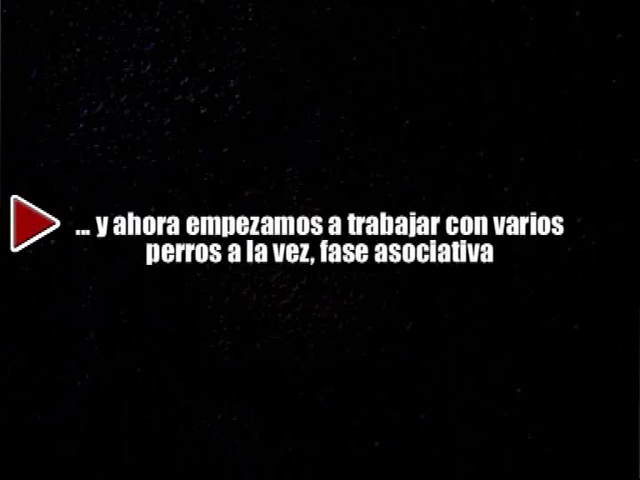 ... y ahora empezamos a trabajar con varios
perros a la vez, fase asociativa